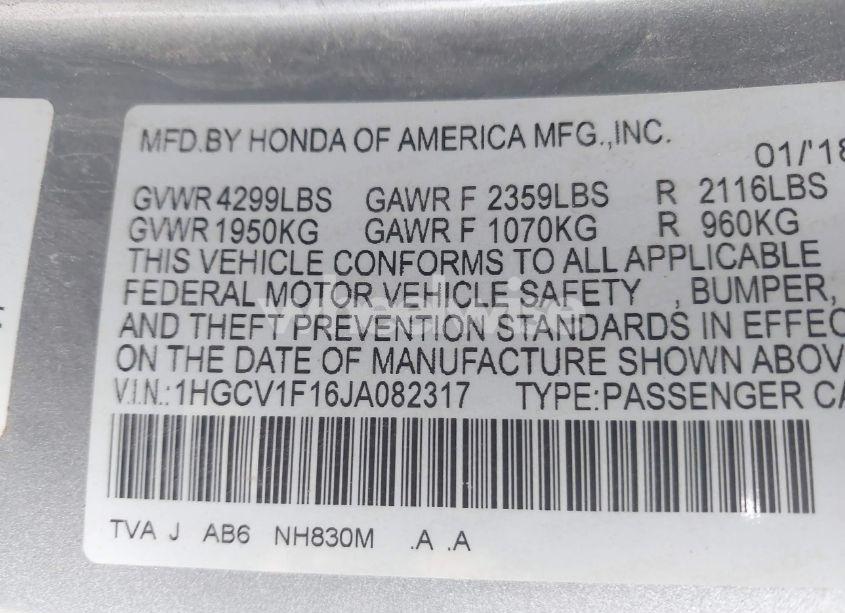 MFD.BY HONDA OF AMERICA MFG.,INC.
01/'18
GVWR 4299LBS GAWR F 2359LBS R 2116LBS
GVWR 1950KG GAWR F 1070KG R 960KG
THIS VEHICLE CONFORMS TO ALL APPLICABLE
FEDERAL MOTOR VEHICLE SAFETY , BUMPER,
AND THEFT PREVENTION STANDARDS IN EFFEC
ON THE DATE OF MANUFACTURE SHOWN ABOV
V.I.N.:1HGCV1F16JA082317 TYPE:PASSENGER CA
TVA J AB6 NH830M .A .A